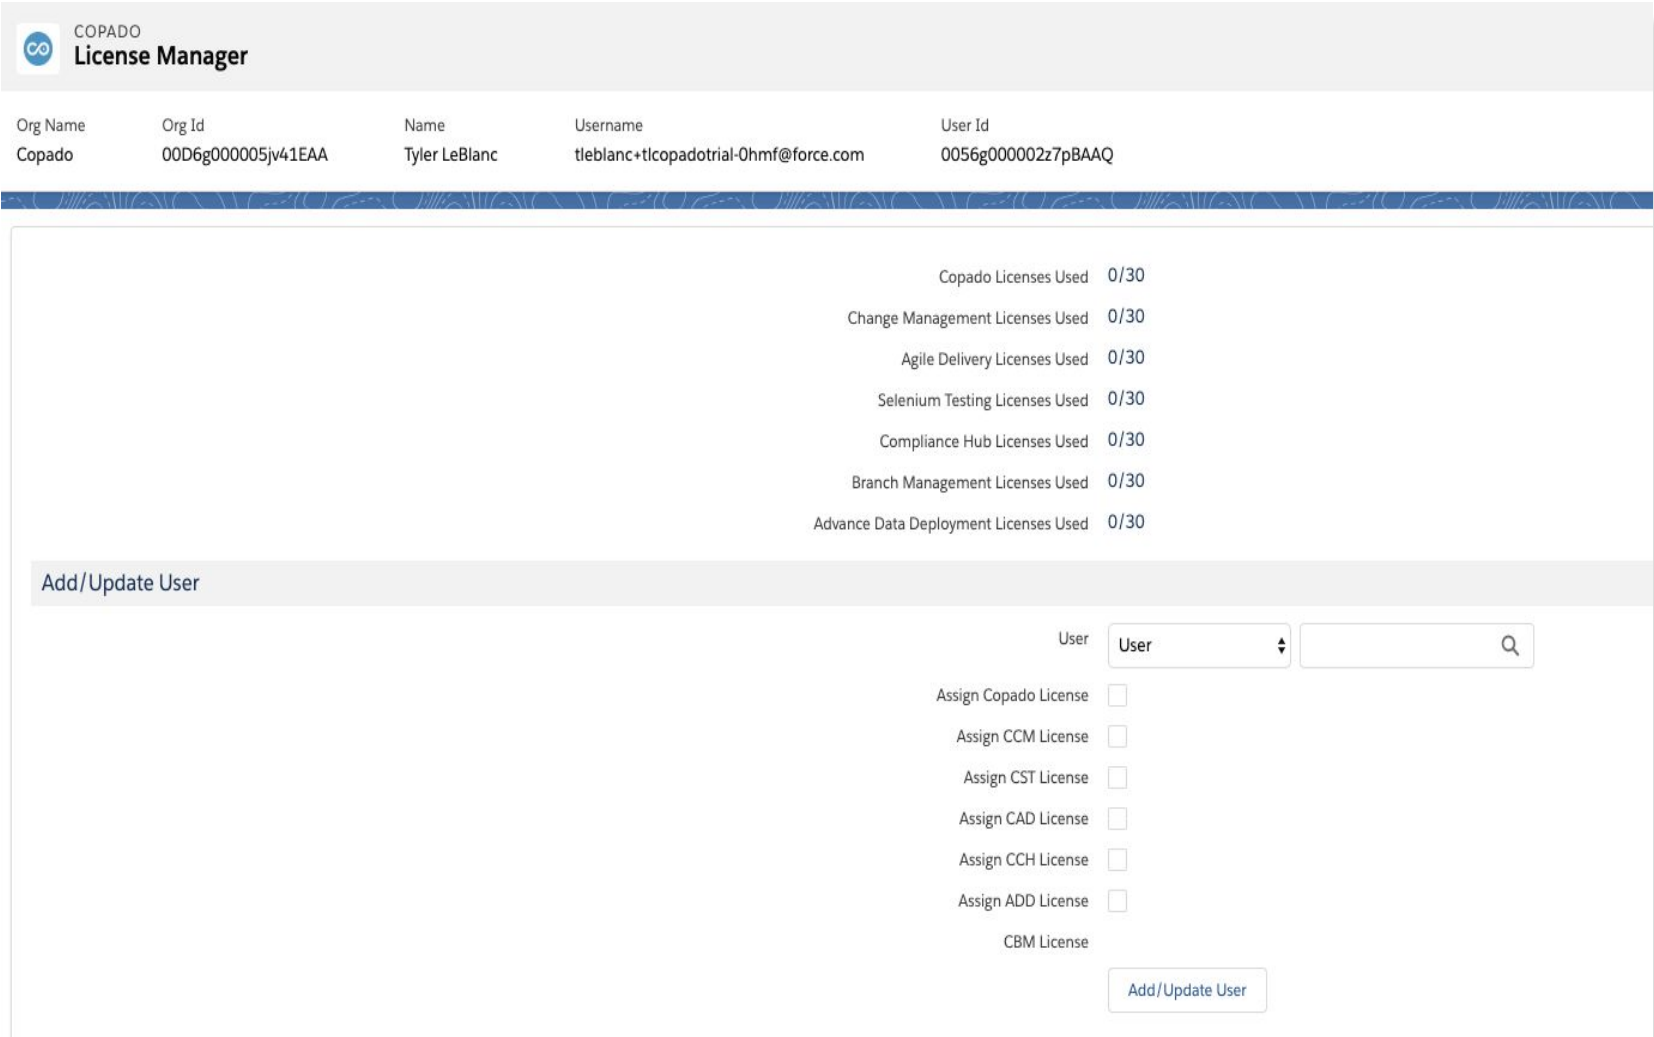 COPADO
License Manager
Org Name Org Id Name Username User Id
Copado 00D6g000005jv41EAA Tyler LeBlanc tleblanc+tlcopadotrial-0hmf@force.com 0056g000002z7pBAAQ
Copado Licenses Used 0/30
Change Management Licenses Used 0/30
Agile Delivery Licenses Used 0/30
Selenium Testing Licenses Used 0/30
Compliance Hub Licenses Used 0/30
Branch Management Licenses Used 0/30
Advance Data Deployment Licenses Used 0/30
Add/Update User
User User
Assign Copado License
Assign CCM License
Assign CST License
Assign CAD License
Assign CCH License
Assign ADD License
CBM License
Add/Update User